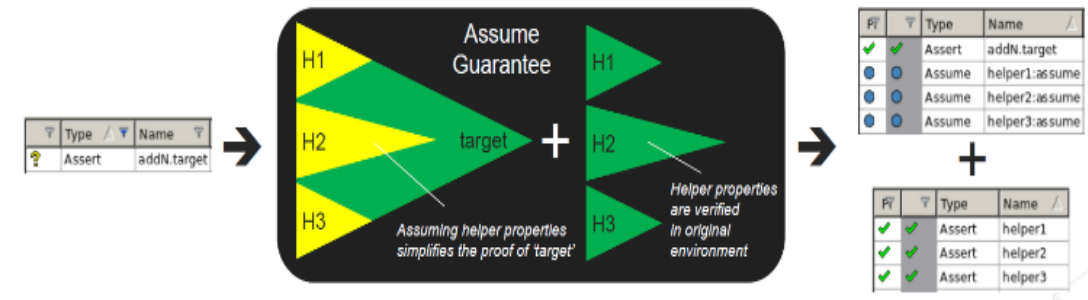 Type Name
? Assert addN.target
Assume
Guarantee
H1
H2
H3
target
Assuming helper properties
simplifies the proof of 'target'
+
H1
H2
H3
Helper properties
are verified
in original
environment
Type Name
Assert addN.target
Assume helper1:assume
Assume helper2:assume
Assume helper3:assume
+
Type Name
Assert helper1
Assert helper2
Assert helper3